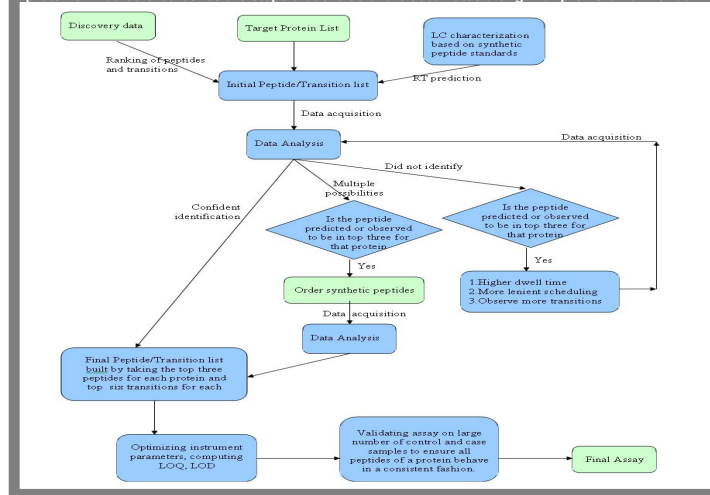 Discovery data
Target Protein List
LC characterization
based on synthetic
peptide standards
Ranking of peptides
and transitions
RT prediction
Initial Peptide/Transition list
Data acquisition
Data Analysis
Data acquisition
Did not identify
Multiple
possibilities
Confident
identification
Is the peptide
predicted or observed
to be in top three for
that protein
Is the peptide
predicted or observed
to be in top three for
that protein
Yes
Yes
Order synthetic peptides
1.Higher dwell time
2.More lenient scheduling
3.Observe more transitions
Data acquisition
Data Analysis
Final Peptide/Transition list
built by taking the top three
peptides for each protein and
top six transitions for each
Optimizing instrument
parameters, computing
LOQ, LOD
Validating assay on large
number of control and case
samples to ensure all
peptides of a protein behave
in a consistent fashion.
Final Assay